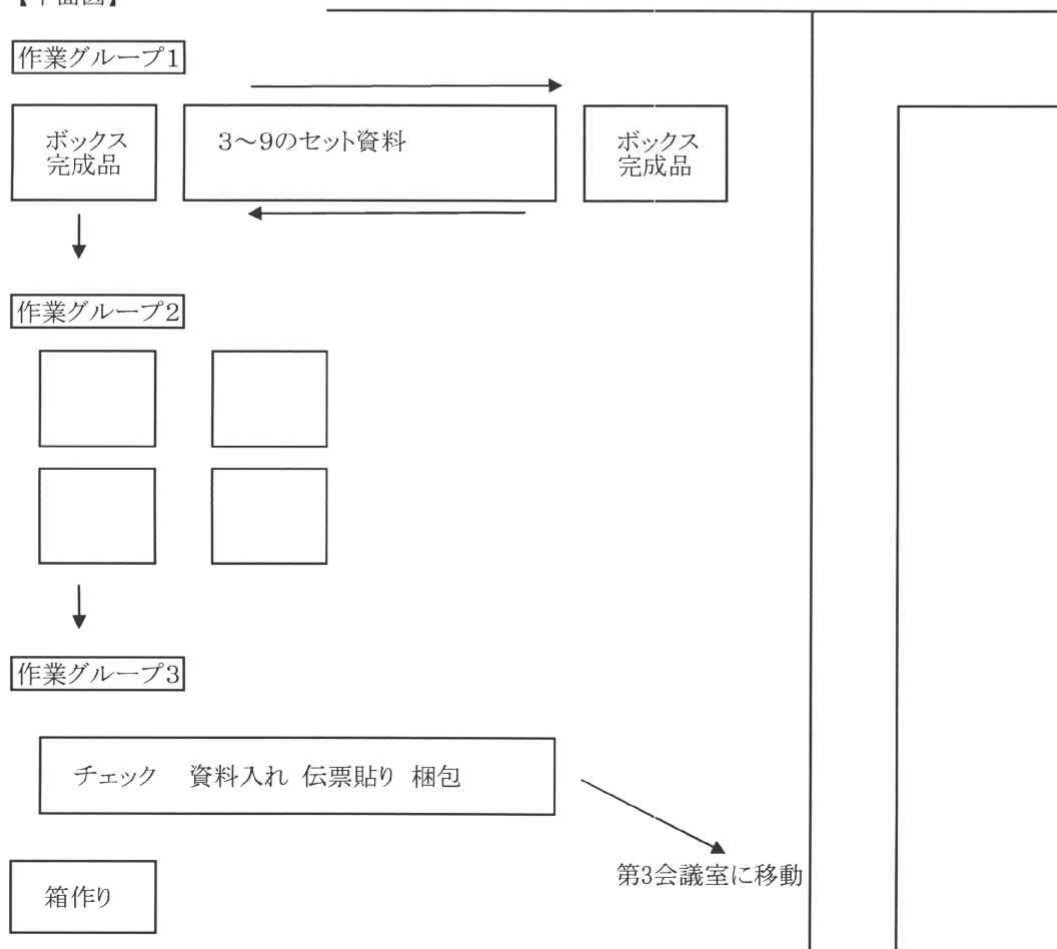 作業グループ1
ボックス
完成品
3～9のセット資料
ボックス
完成品
作業グループ2
作業グループ3
チェック 資料入れ 伝票貼り 梱包
第3会議室に移動
箱作り